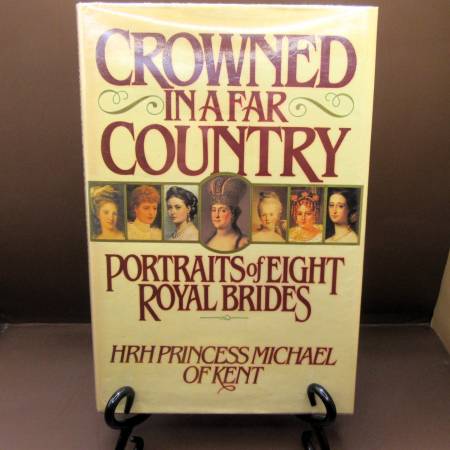 CROWNED
IN A FAR
COUNTRY
PORTRAITS of EIGHT
ROYAL BRIDES
HRH PRINCESS MICHAEL
OF KENT